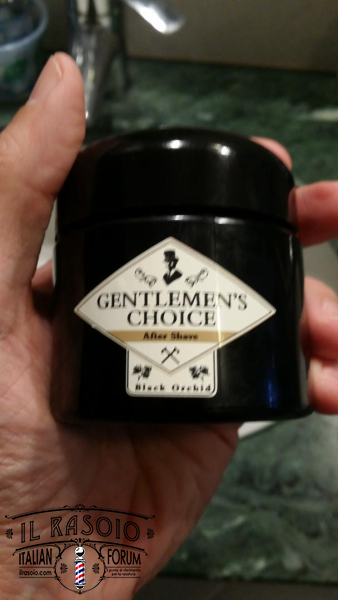 GENTLEMEN'S
CHOICE
After Shave
Black Orchid
IL RASOIO
ITALIAN FORUM
ilrasoio.com